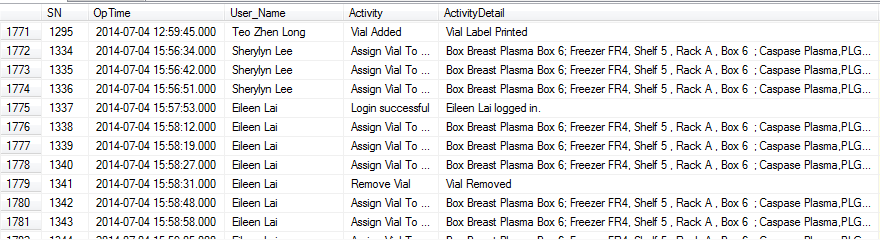 SN OpTime User_Name Activity ActivityDetail
1771 1295 2014-07-04 12:59:45.000 Teo Zhen Long Vial Added Vial Label Printed
1772 1334 2014-07-04 15:56:34.000 Sherylyn Lee Assign Vial To ... Box Breast Plasma Box 6; Freezer FR4, Shelf 5 , Rack A , Box 6 ; Caspase Plasma,PLG...
1773 1335 2014-07-04 15:56:42.000 Sherylyn Lee Assign Vial To ... Box Breast Plasma Box 6; Freezer FR4, Shelf 5 , Rack A , Box 6 ; Caspase Plasma,PLG...
1774 1336 2014-07-04 15:56:51.000 Sherylyn Lee Assign Vial To ... Box Breast Plasma Box 6; Freezer FR4, Shelf 5 , Rack A , Box 6 ; Caspase Plasma,PLG...
1775 1337 2014-07-04 15:57:53.000 Eileen Lai Login successful Eileen Lai logged in.
1776 1338 2014-07-04 15:58:12.000 Eileen Lai Assign Vial To ... Box Breast Plasma Box 6; Freezer FR4, Shelf 5 , Rack A , Box 6 ; Caspase Plasma,PLG...
1777 1339 2014-07-04 15:58:19.000 Eileen Lai Assign Vial To ... Box Breast Plasma Box 6; Freezer FR4, Shelf 5 , Rack A , Box 6 ; Caspase Plasma,PLG...
1778 1340 2014-07-04 15:58:27.000 Eileen Lai Assign Vial To ... Box Breast Plasma Box 6; Freezer FR4, Shelf 5 , Rack A , Box 6 ; Caspase Plasma,PLG...
1779 1341 2014-07-04 15:58:31.000 Eileen Lai Remove Vial Vial Removed
1780 1342 2014-07-04 15:58:48.000 Eileen Lai Assign Vial To ... Box Breast Plasma Box 6; Freezer FR4, Shelf 5 , Rack A , Box 6 ; Caspase Plasma,PLG...
1781 1343 2014-07-04 15:58:58.000 Eileen Lai Assign Vial To ... Box Breast Plasma Box 6; Freezer FR4, Shelf 5 , Rack A , Box 6 ; Caspase Plasma,PLG...